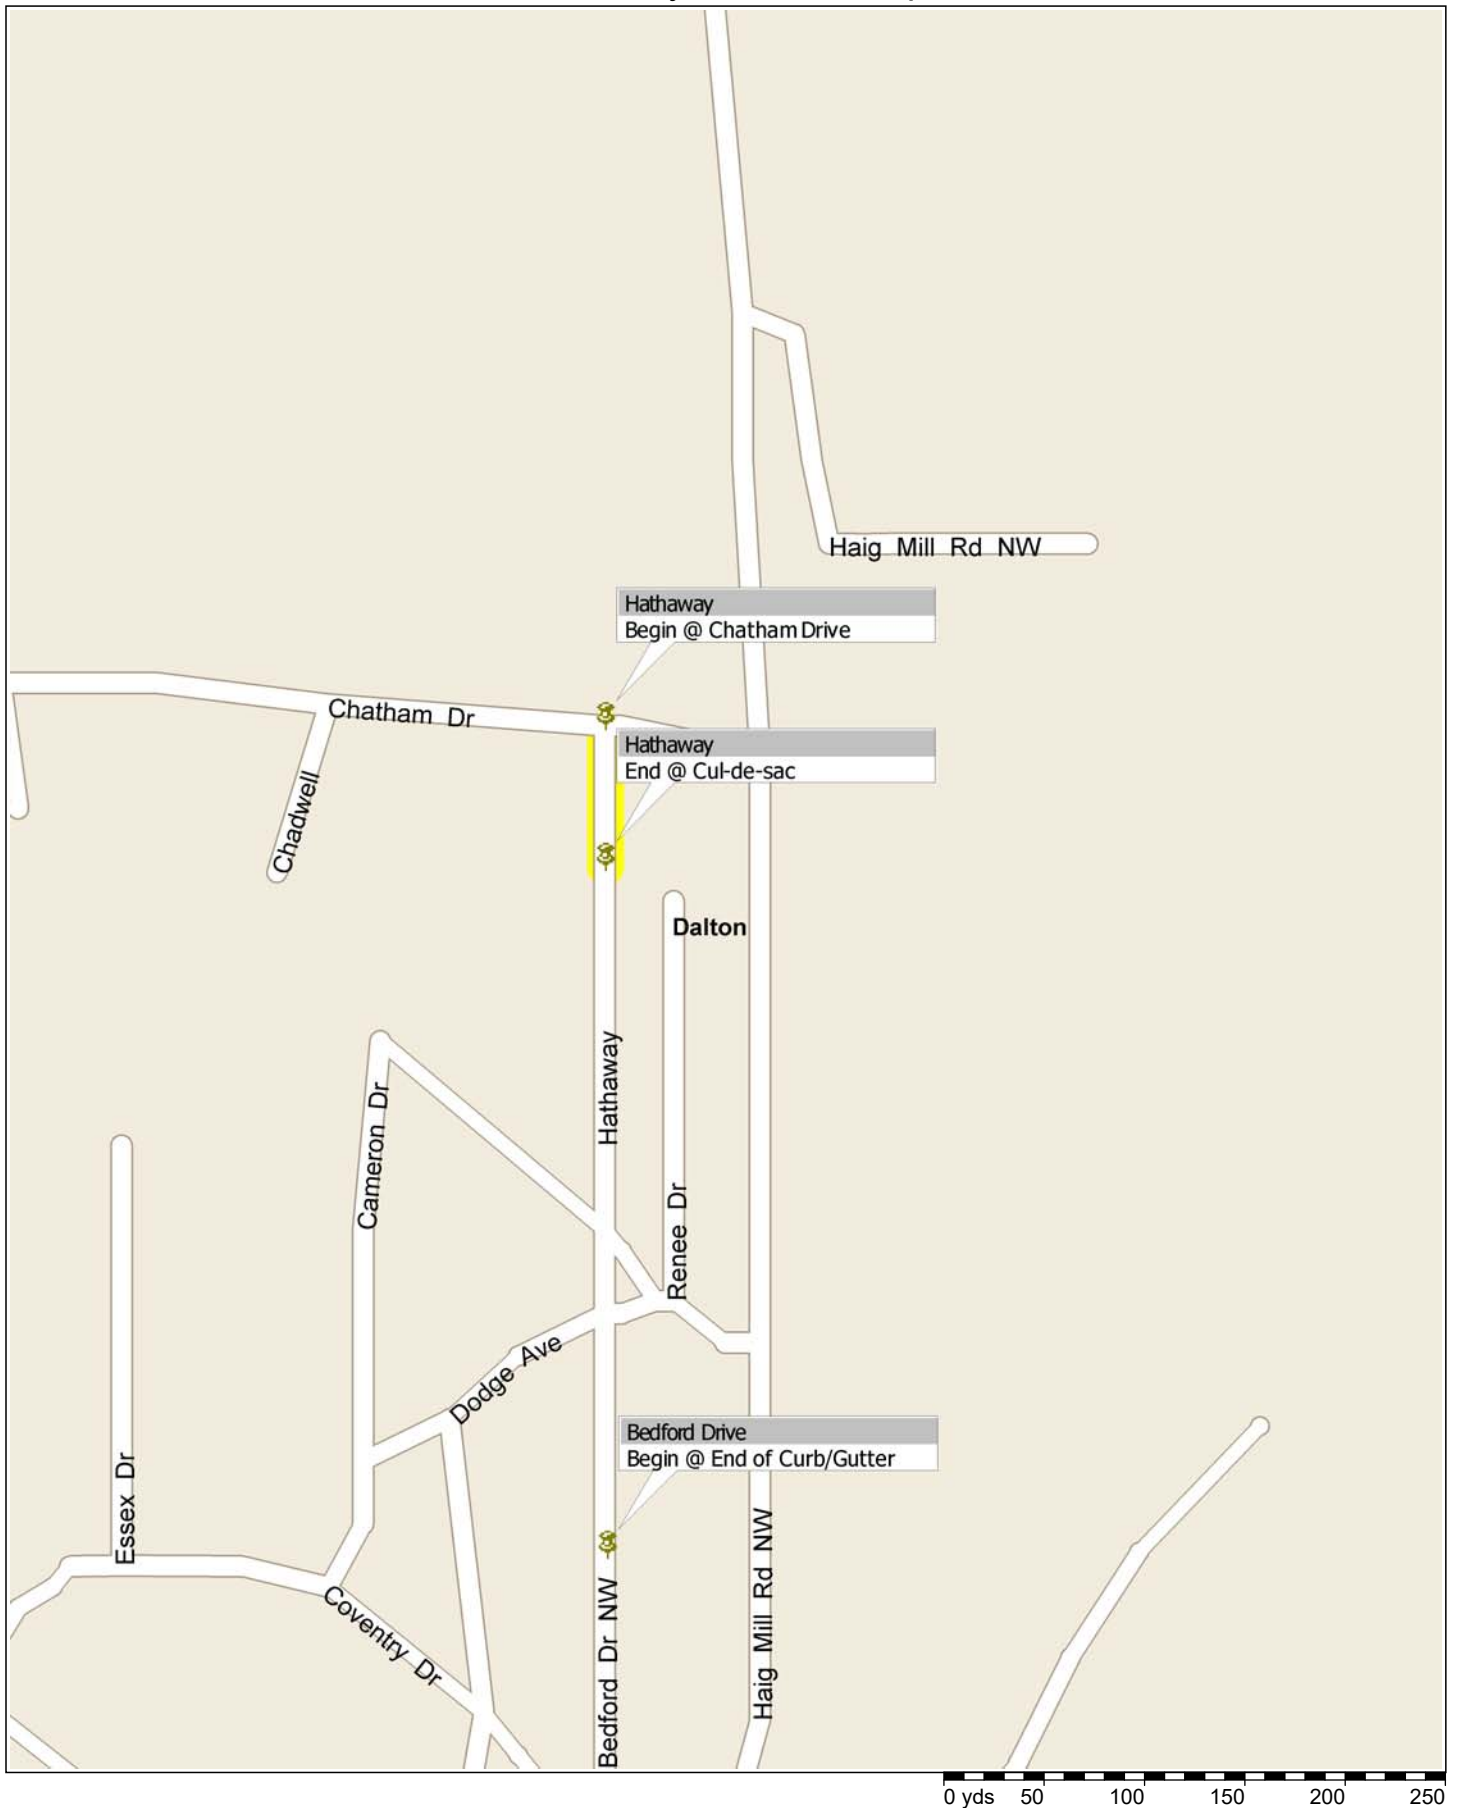 Haig Mill Rd NW
Hathaway
Begin @ Chatham Drive
Chatham Dr
Hathaway
End @ Cul-de-sac
Chadwell
Dalton
Hathaway
Cameron Dr
Renee Dr
Dodge Ave
Bedford Drive
Begin @ End of Curb/Gutter
Essex Dr
Haig Mill Rd NW
Coventry Dr
Bedford Dr NW
0 yds 50 100 150 200 250